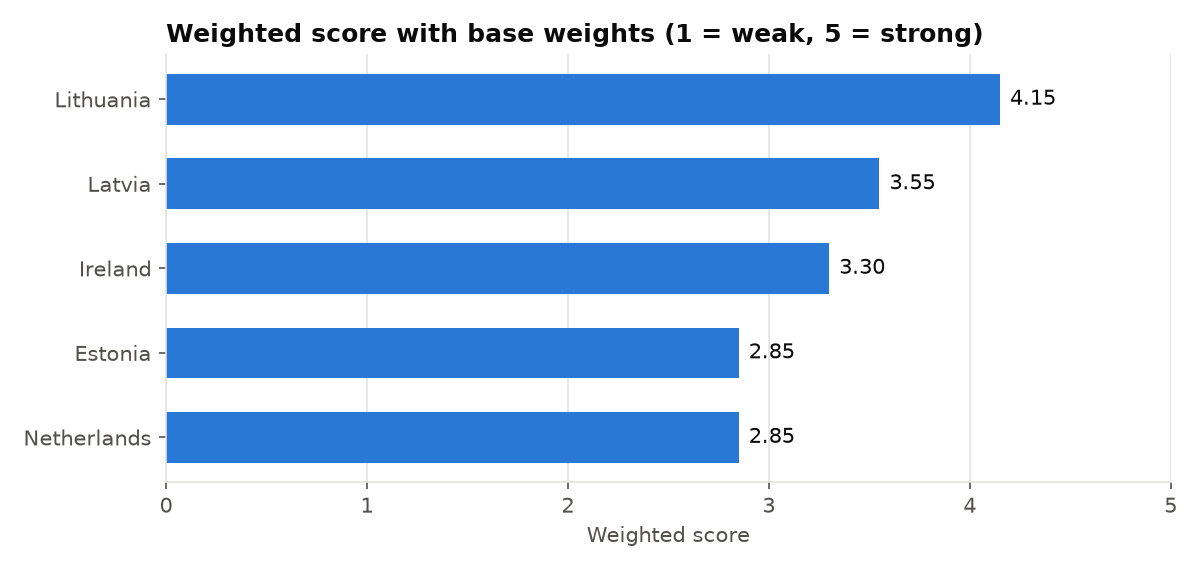 Weighted score with base weights (1 = weak, 5 = strong)
Lithuania 4.15
Latvia 3.55
Ireland 3.30
Estonia 2.85
Netherlands 2.85
0 1 2 3 4 5
Weighted score